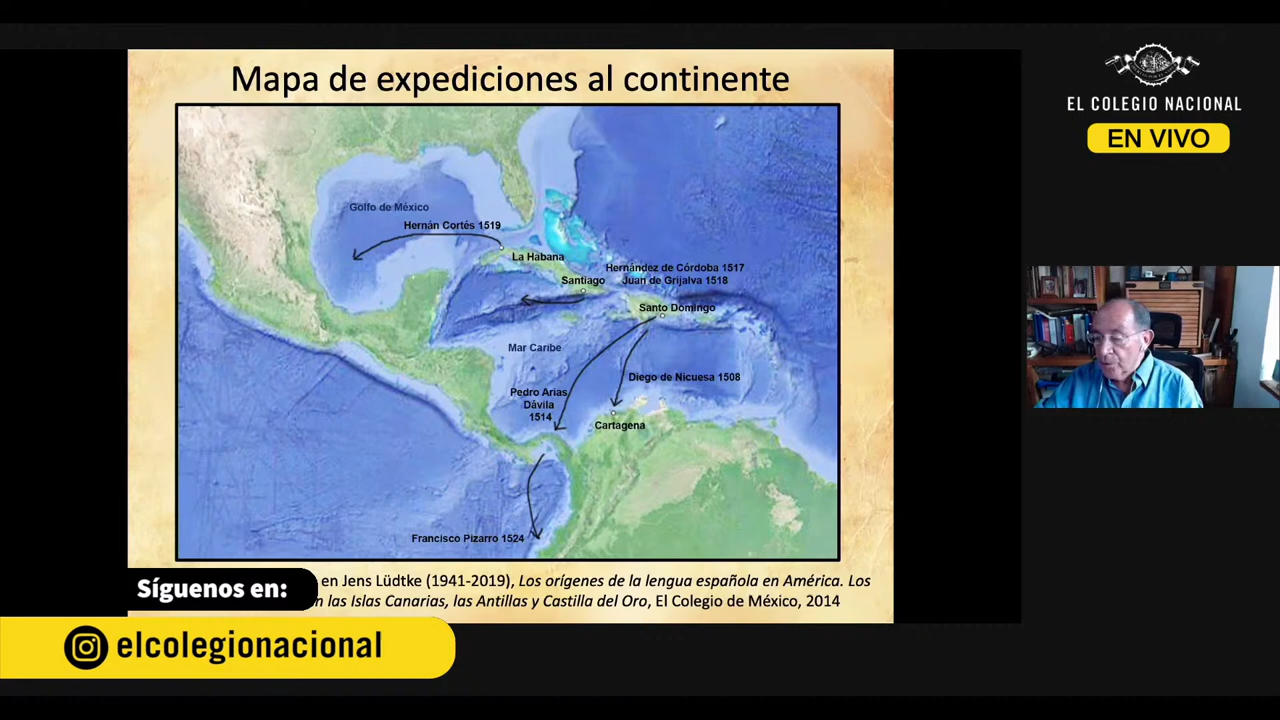 Mapa de expediciones al continente
Golfo de México
Hernán Cortés 1519
La Habana
Hernández de Córdoba 1517
Juan de Grijalva 1518
Santiago
Santo Domingo
Mar Caribe
Diego de Nicuesa 1508
Pedro Arias
Dávila
1514
Cartagena
Francisco Pizarro 1524
en Jens Lüdtke (1941-2019), Los orígenes de la lengua española en América. Los
las Islas Canarias, las Antillas y Castilla del Oro, El Colegio de México, 2014
Síguenos en:
elcolegionacional
EL COLEGIO NACIONAL
EN VIVO